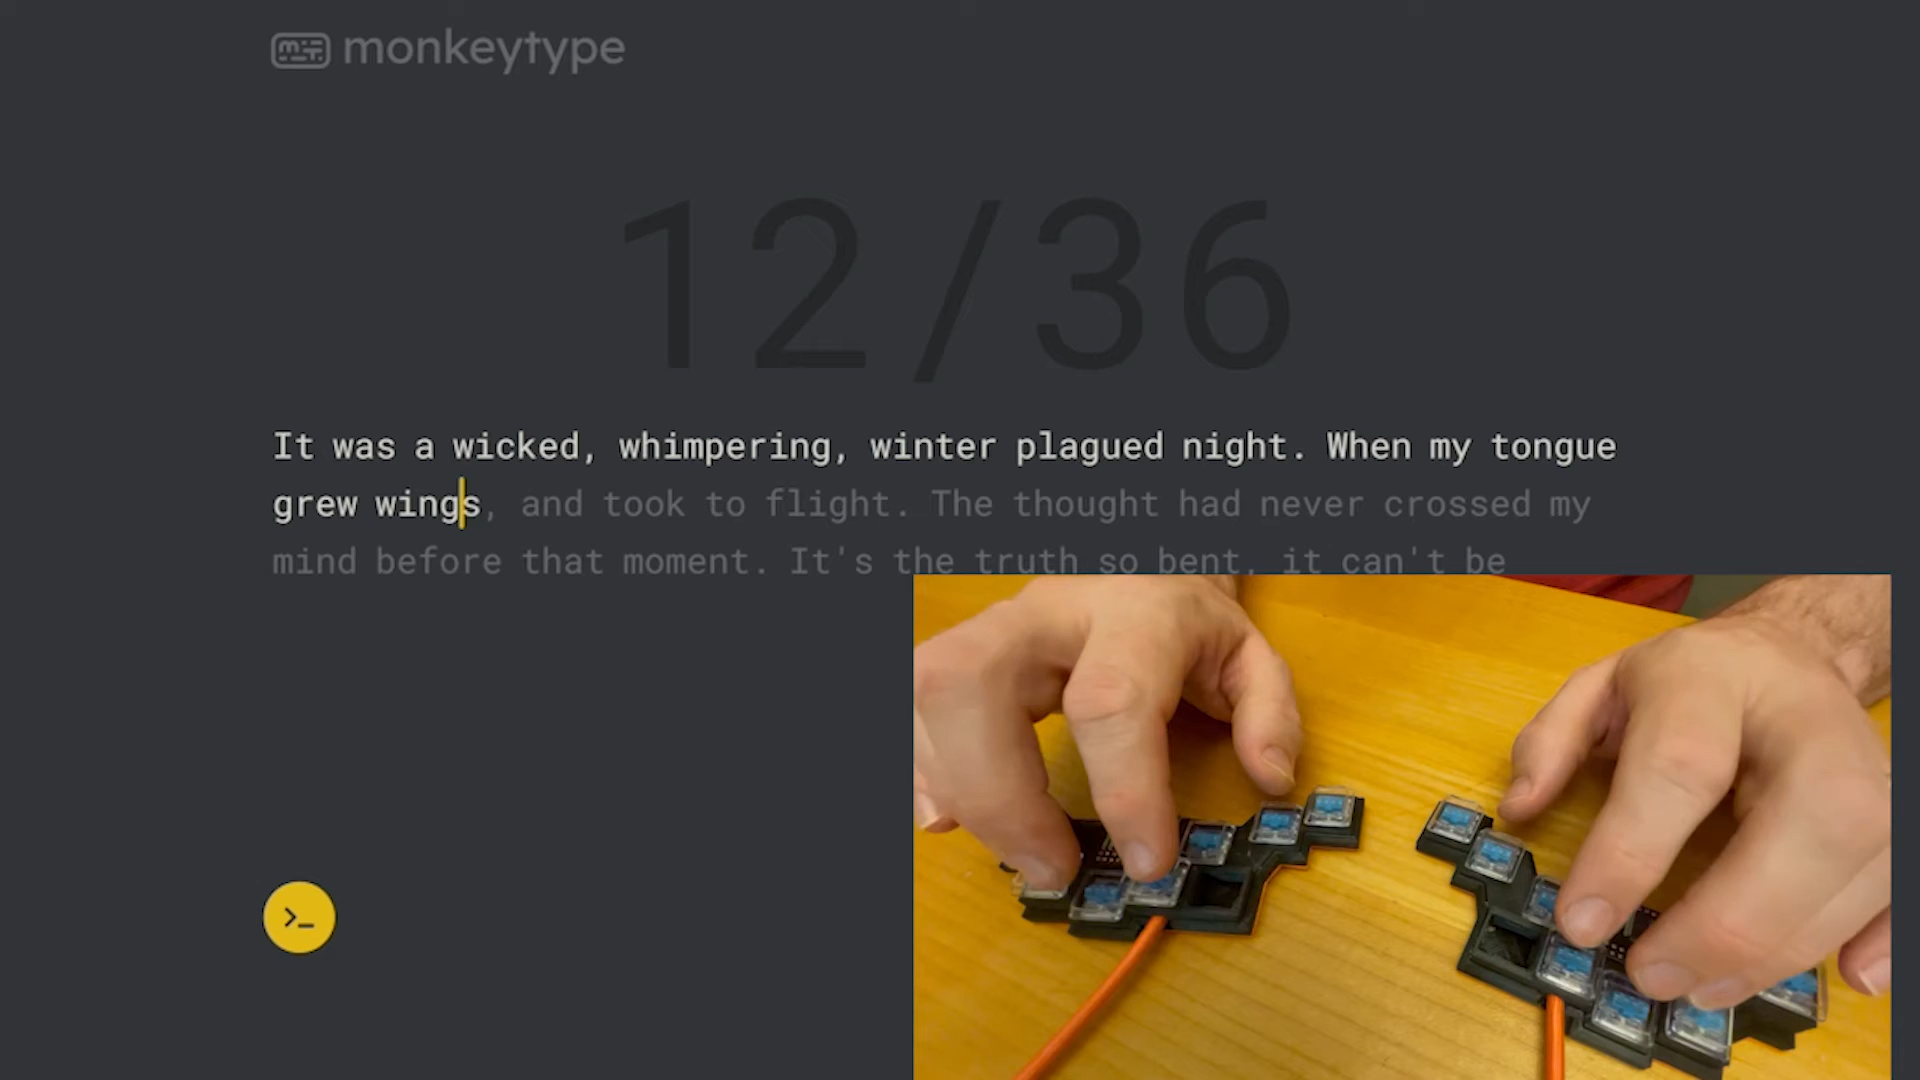 monkeytype
12/36
It was a wicked, whimpering, winter plagued night. When my tongue
grew wings, and took to flight. The thought had never crossed my
mind before that moment. It's the truth so bent, it can't be